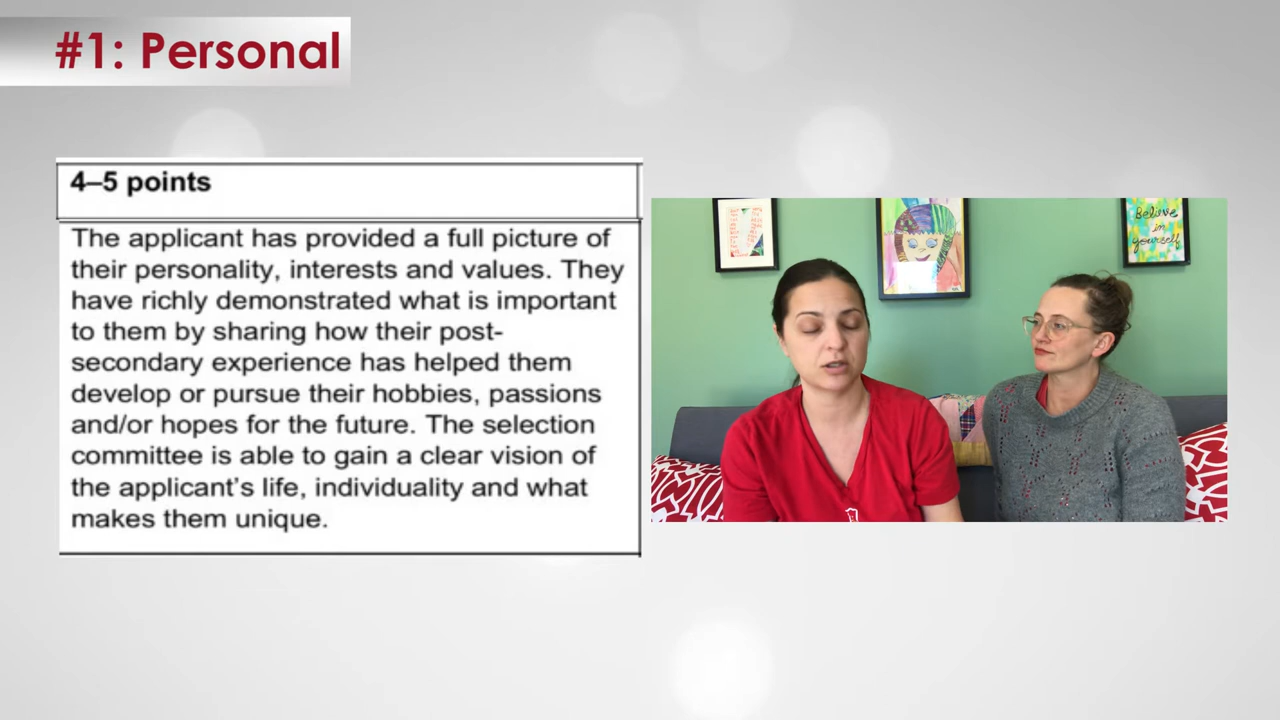 #1: Personal
4–5 points
The applicant has provided a full picture of
their personality, interests and values. They
have richly demonstrated what is important
to them by sharing how their post-
secondary experience has helped them
develop or pursue their hobbies, passions
and/or hopes for the future. The selection
committee is able to gain a clear vision of
the applicant's life, individuality and what
makes them unique.
Believe
in
yourself